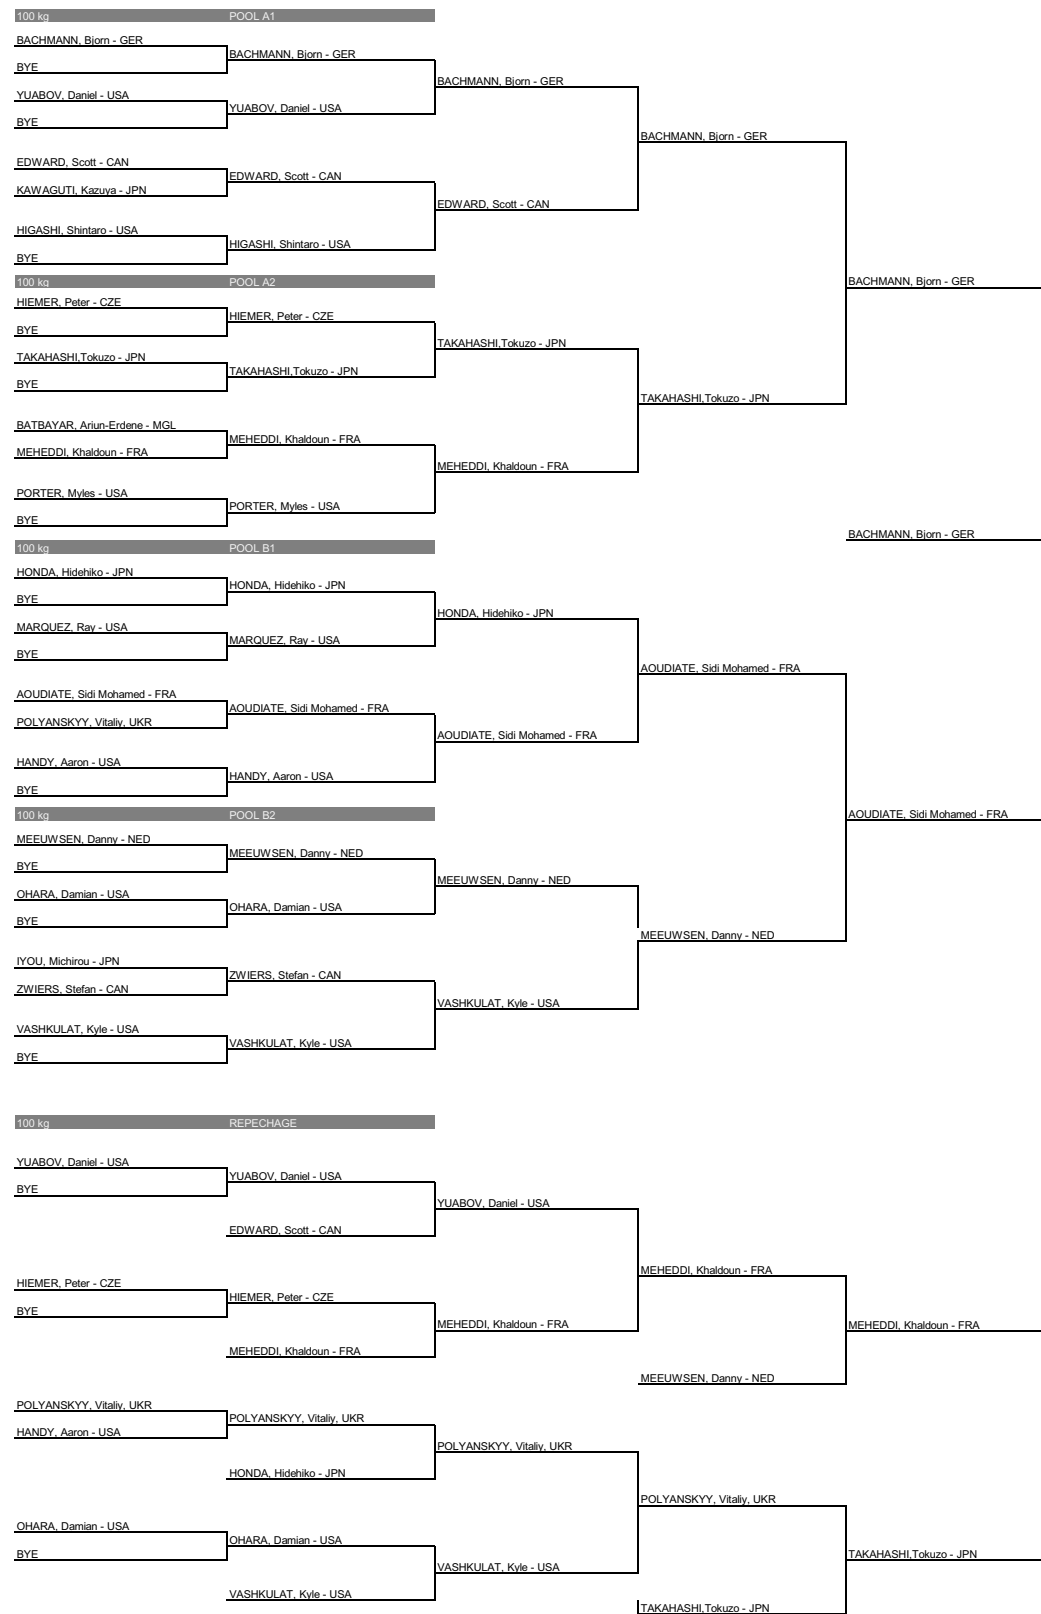 100 kg POOL A1
BACHMANN, Bjorn - GER
BACHMANN, Bjorn - GER
BYE
BACHMANN, Bjorn - GER
YUABOV, Daniel - USA
YUABOV, Daniel - USA
BYE
BACHMANN, Bjorn - GER
EDWARD, Scott - CAN
EDWARD, Scott - CAN
KAWAGUTI, Kazuya - JPN
EDWARD, Scott - CAN
HIGASHI, Shintaro - USA
HIGASHI, Shintaro - USA
BYE
100 kg POOL A2
BACHMANN, Bjorn - GER
HIEMER, Peter - CZE
HIEMER, Peter - CZE
BYE
TAKAHASHI,Tokuzo - JPN
TAKAHASHI,Tokuzo - JPN
TAKAHASHI,Tokuzo - JPN
BYE
TAKAHASHI,Tokuzo - JPN
BATBAYAR, Ariun-Erdene - MGL
MEHEDDI, Khaldoun - FRA
MEHEDDI, Khaldoun - FRA
MEHEDDI, Khaldoun - FRA
PORTER, Myles - USA
PORTER, Myles - USA
BYE
BACHMANN, Bjorn - GER
100 kg POOL B1
HONDA, Hidehiko - JPN
HONDA, Hidehiko - JPN
BYE
HONDA, Hidehiko - JPN
MARQUEZ, Ray - USA
MARQUEZ, Ray - USA
BYE
AOUDIATE, Sidi Mohamed - FRA
AOUDIATE, Sidi Mohamed - FRA
AOUDIATE, Sidi Mohamed - FRA
POLYANSKYY, Vitaliy, UKR
AOUDIATE, Sidi Mohamed - FRA
HANDY, Aaron - USA
HANDY, Aaron - USA
BYE
100 kg POOL B2
AOUDIATE, Sidi Mohamed - FRA
MEEUWSEN, Danny - NED
MEEUWSEN, Danny - NED
BYE
MEEUWSEN, Danny - NED
OHARA, Damian - USA
OHARA, Damian - USA
BYE
MEEUWSEN, Danny - NED
IYOU, Michirou - JPN
ZWIERS, Stefan - CAN
ZWIERS, Stefan - CAN
VASHKULAT, Kyle - USA
VASHKULAT, Kyle - USA
VASHKULAT, Kyle - USA
BYE
100 kg REPECHAGE
YUABOV, Daniel - USA
YUABOV, Daniel - USA
BYE
YUABOV, Daniel - USA
EDWARD, Scott - CAN
MEHEDDI, Khaldoun - FRA
HIEMER, Peter - CZE
HIEMER, Peter - CZE
BYE
MEHEDDI, Khaldoun - FRA
MEHEDDI, Khaldoun - FRA
MEHEDDI, Khaldoun - FRA
MEEUWSEN, Danny - NED
POLYANSKYY, Vitaliy, UKR
POLYANSKYY, Vitaliy, UKR
HANDY, Aaron - USA
POLYANSKYY, Vitaliy, UKR
HONDA, Hidehiko - JPN
POLYANSKYY, Vitaliy, UKR
OHARA, Damian - USA
OHARA, Damian - USA
BYE
TAKAHASHI,Tokuzo - JPN
VASHKULAT, Kyle - USA
VASHKULAT, Kyle - USA
TAKAHASHI,Tokuzo - JPN